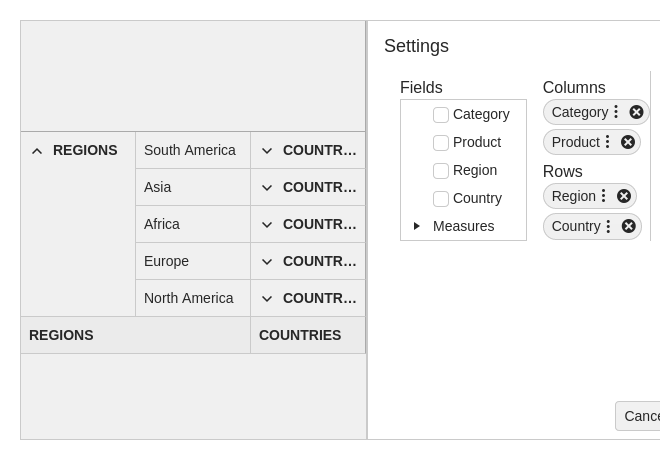 REGIONS South America COUNTR...
Asia COUNTR...
Africa COUNTR...
Europe COUNTR...
North America COUNTR...
REGIONS COUNTRIES
Settings
Fields
Category
Product
Region
Country
Measures
Columns
Category
Product
Rows
Region
Country
Cance